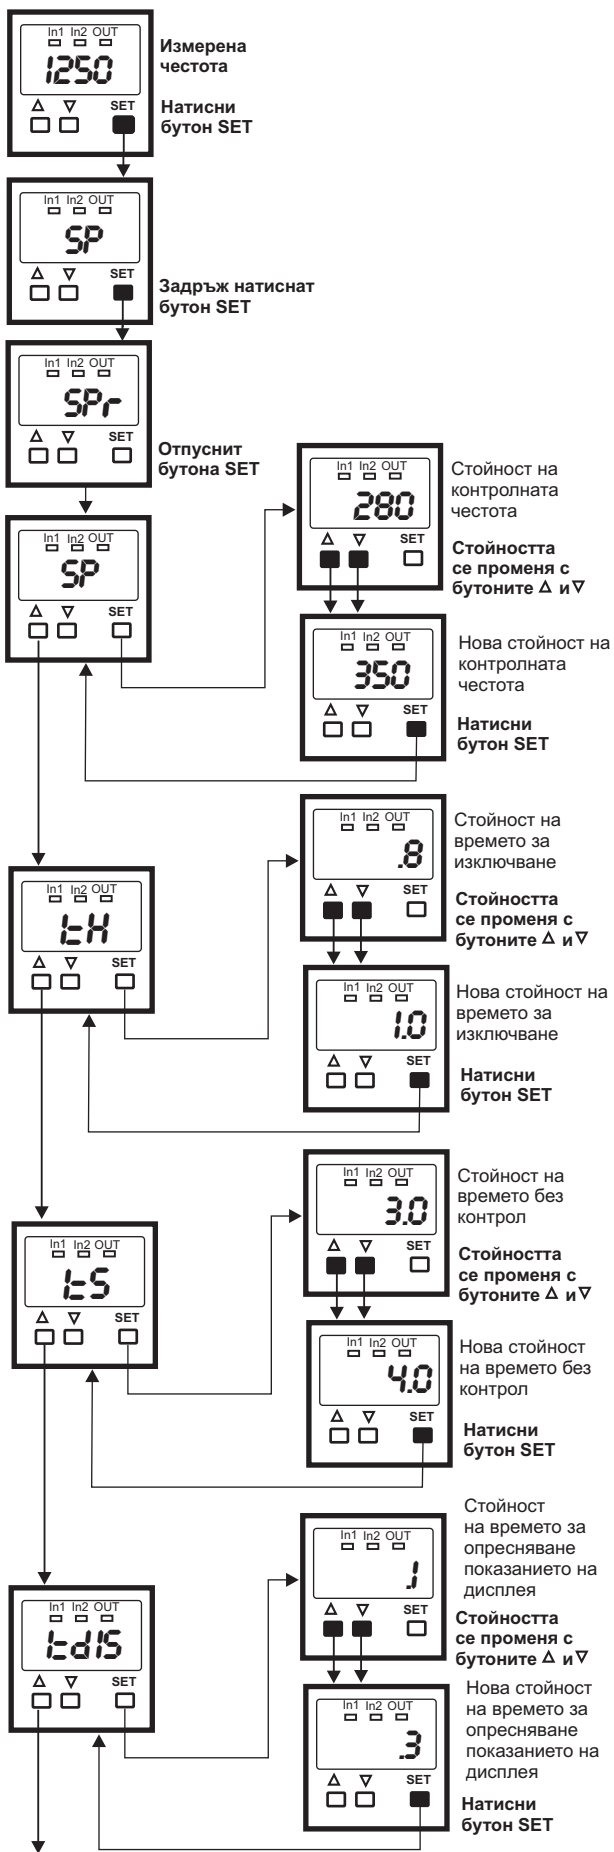 In1 In2 OUT
1250
SET
Измерена
честота
Натисни
бутон SET
In1 In2 OUT
SP
SET
Задръж натиснат
бутон SET
In1 In2 OUT
SPr
SET
Отпуснит
бутона SET
In1 In2 OUT
SP
SET
In1 In2 OUT
280
SET
Стойност на
контролната
честота
Стойността
се променя с
бутоните Δ и ∇
In1 In2 OUT
350
SET
Нова стойност на
контролната
честота
Натисни
бутон SET
In1 In2 OUT
.8
SET
Стойност на
времето за
изключване
Стойността
се променя с
бутоните Δ и ∇
In1 In2 OUT
tH
SET
In1 In2 OUT
1.0
SET
Нова стойност на
времето за
изключване
Натисни
бутон SET
In1 In2 OUT
3.0
SET
Стойност на
времето без
контрол
Стойността
се променя с
бутоните Δ и ∇
In1 In2 OUT
tS
SET
In1 In2 OUT
4.0
SET
Нова стойност
на времето без
контрол
Натисни
бутон SET
In1 In2 OUT
.1
SET
Стойност
на времето за
опресняване
показанието на
дисплея
Стойността
се променя с
бутоните Δ и ∇
In1 In2 OUT
tdIS
SET
In1 In2 OUT
.3
SET
Нова стойност
на времето за
опресняване
показанието на
дисплея
Натисни
бутон SET